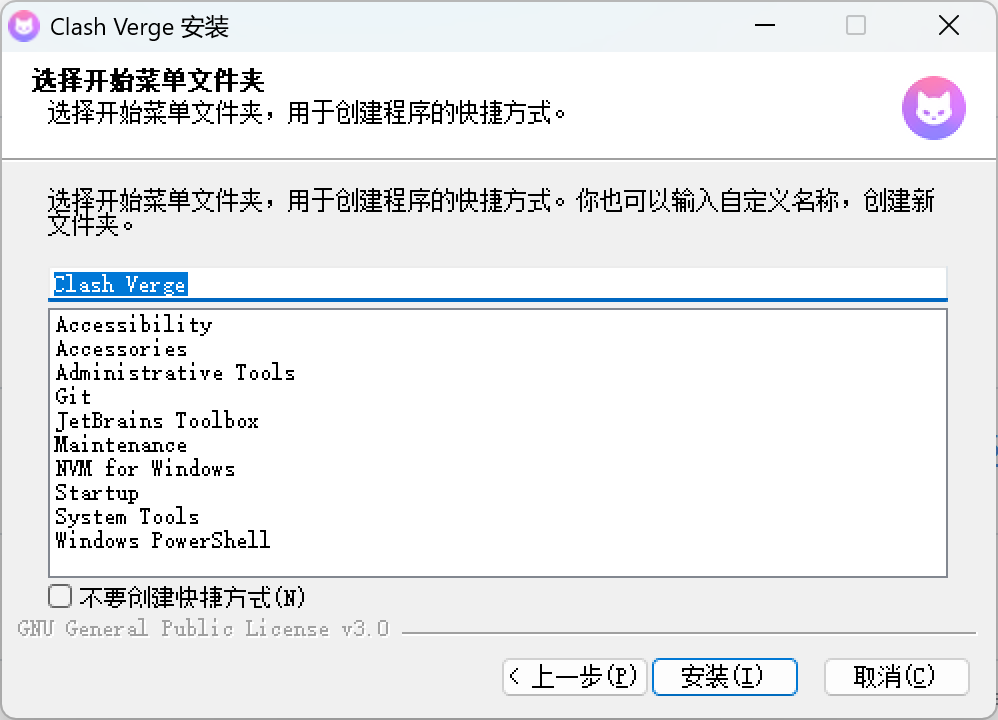 Clash Verge 安装
选择开始菜单文件夹
选择开始菜单文件夹，用于创建程序的快捷方式。
选择开始菜单文件夹，用于创建程序的快捷方式。你也可以输入自定义名称，创建新
文件夹。
Clash Verge
Accessibility
Accessories
Administrative Tools
Git
JetBrains Toolbox
Maintenance
NVM for Windows
Startup
System Tools
Windows PowerShell
不要创建快捷方式(N)
GNU General Public License v3.0
< 上一步(P) 安装(I) 取消(C)